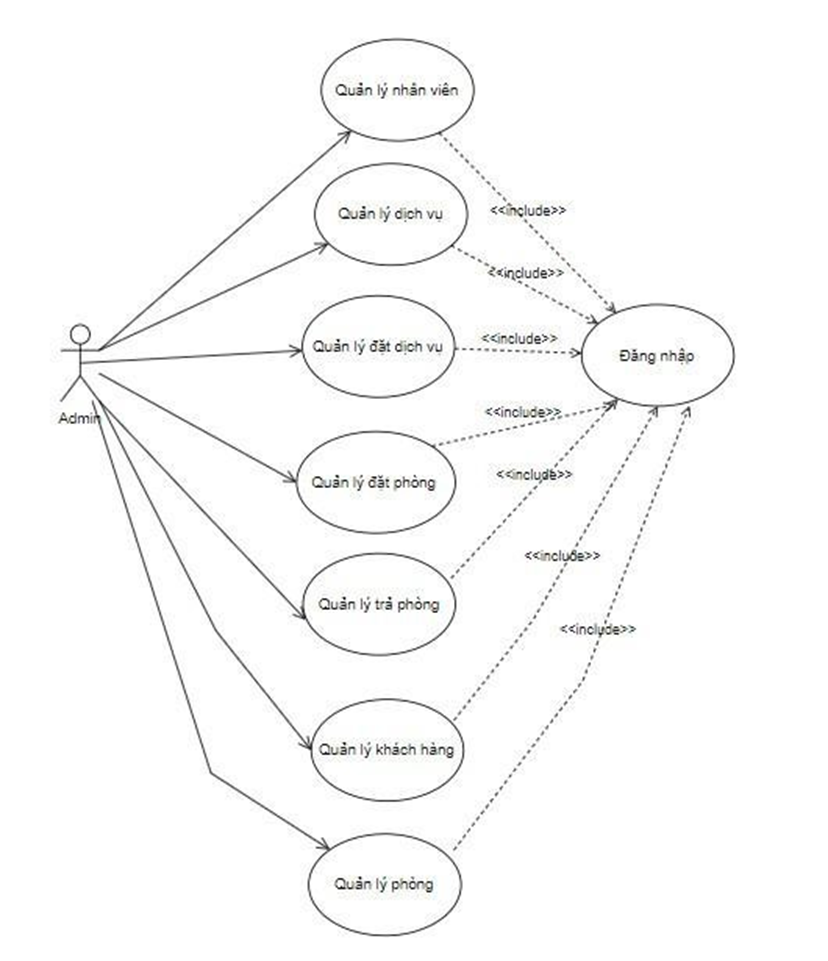 Quản lý nhân viên
Quản lý dịch vụ
<<include>>
<<include>>
Quản lý đặt dịch vụ
<<include>>
Đăng nhập
Admin
<<include>>
Quản lý đặt phòng
<<include>>
<<include>>
Quản lý trả phòng
<<include>>
Quản lý khách hàng
Quản lý phòng